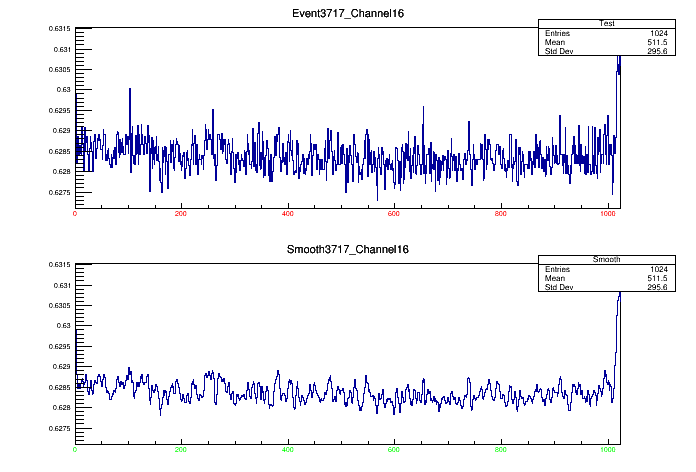 Event3717_Channel16
Test
Entries 1024
Mean 511.5
Std Dev 295.6
0.6315
0.631
0.6305
0.63
0.6295
0.629
0.6285
0.628
0.6275
0 200 400 600 800 1000
Smooth3717_Channel16
Smooth
Entries 1024
Mean 511.5
Std Dev 295.6
0.6315
0.631
0.6305
0.63
0.6295
0.629
0.6285
0.628
0.6275
0 200 400 600 800 1000